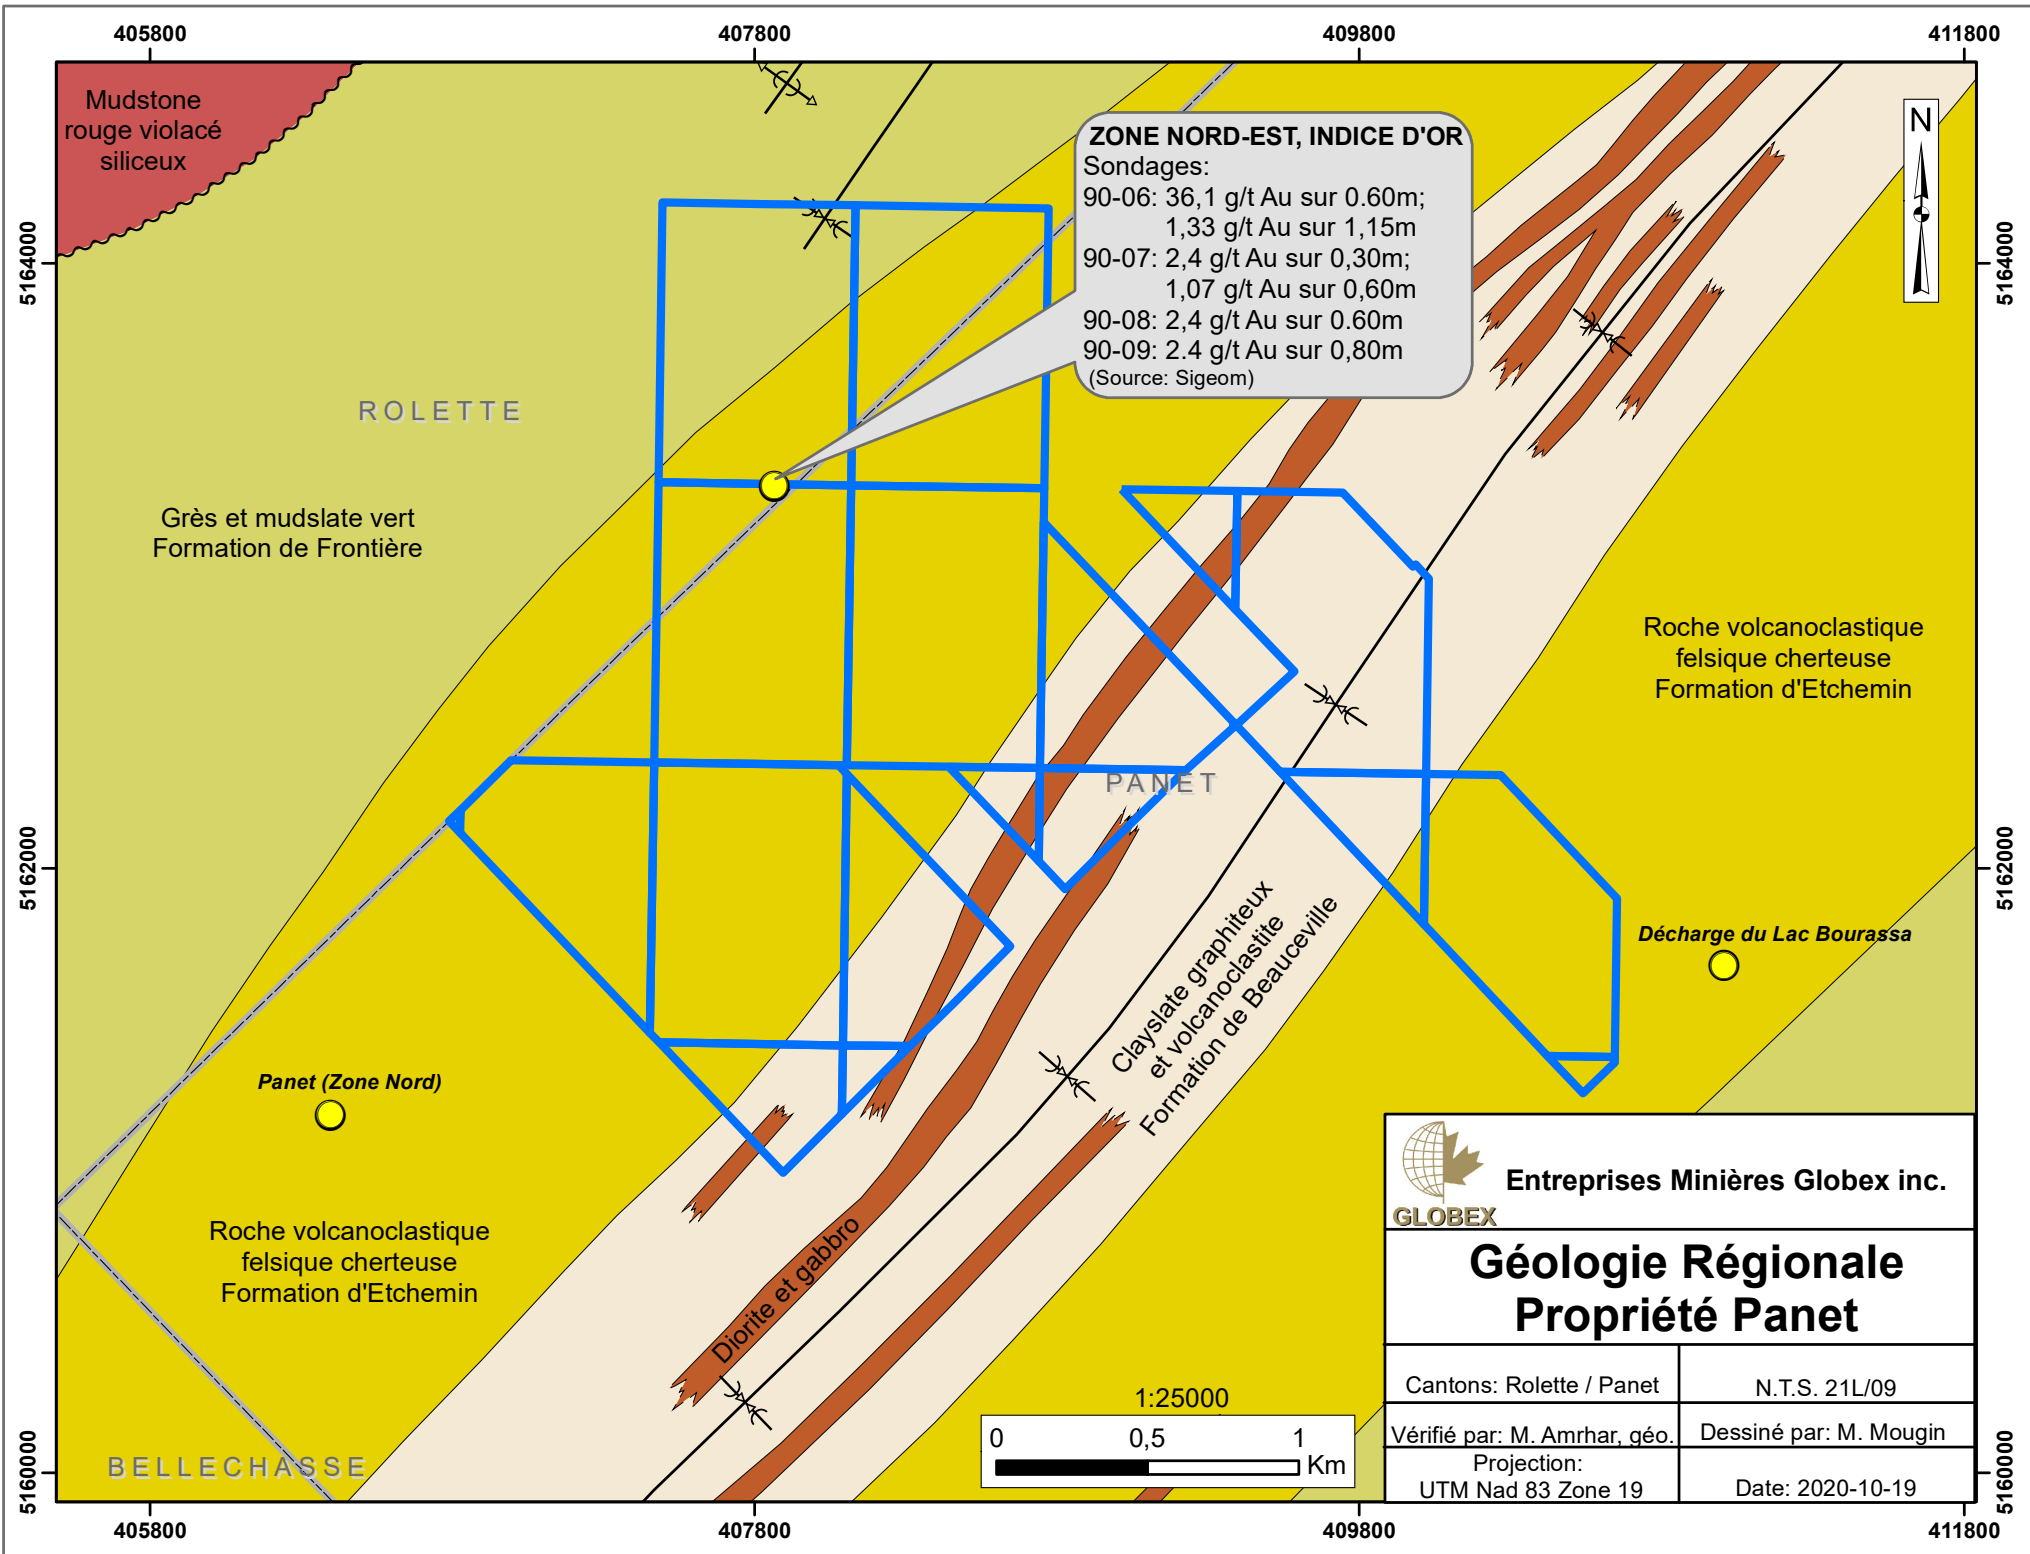 405800
407800
409800
411800
Mudstone
rouge violacé
siliceux
N
ZONE NORD-EST, INDICE D'OR
Sondages:
90-06: 36,1 g/t Au sur 0.60m;
1,33 g/t Au sur 1,15m
90-07: 2,4 g/t Au sur 0,30m;
1,07 g/t Au sur 0,60m
90-08: 2,4 g/t Au sur 0.60m
90-09: 2.4 g/t Au sur 0,80m
(Source: Sigeom)
5164000
5164000
ROLETTE
Grès et mudslate vert
Formation de Frontière
Roche volcanoclastique
felsique cherteuse
Formation d'Etchemin
PANET
5162000
5162000
Clayslate graphiteux
et volcanoclastite
Formation de Beauceville
Décharge du Lac Bourassa
Panet (Zone Nord)
Roche volcanoclastique
felsique cherteuse
Formation d'Etchemin
Diorite et gabbro
BELLECHASSE
5160000
5160000
1:25000
0 0,5 1
Km
GLOBEX
Entreprises Minières Globex inc.
Géologie Régionale
Propriété Panet
Cantons: Rolette / Panet
N.T.S. 21L/09
Vérifié par: M. Amrhar, géo.
Dessiné par: M. Mougin
Projection:
UTM Nad 83 Zone 19
Date: 2020-10-19
405800
407800
409800
411800